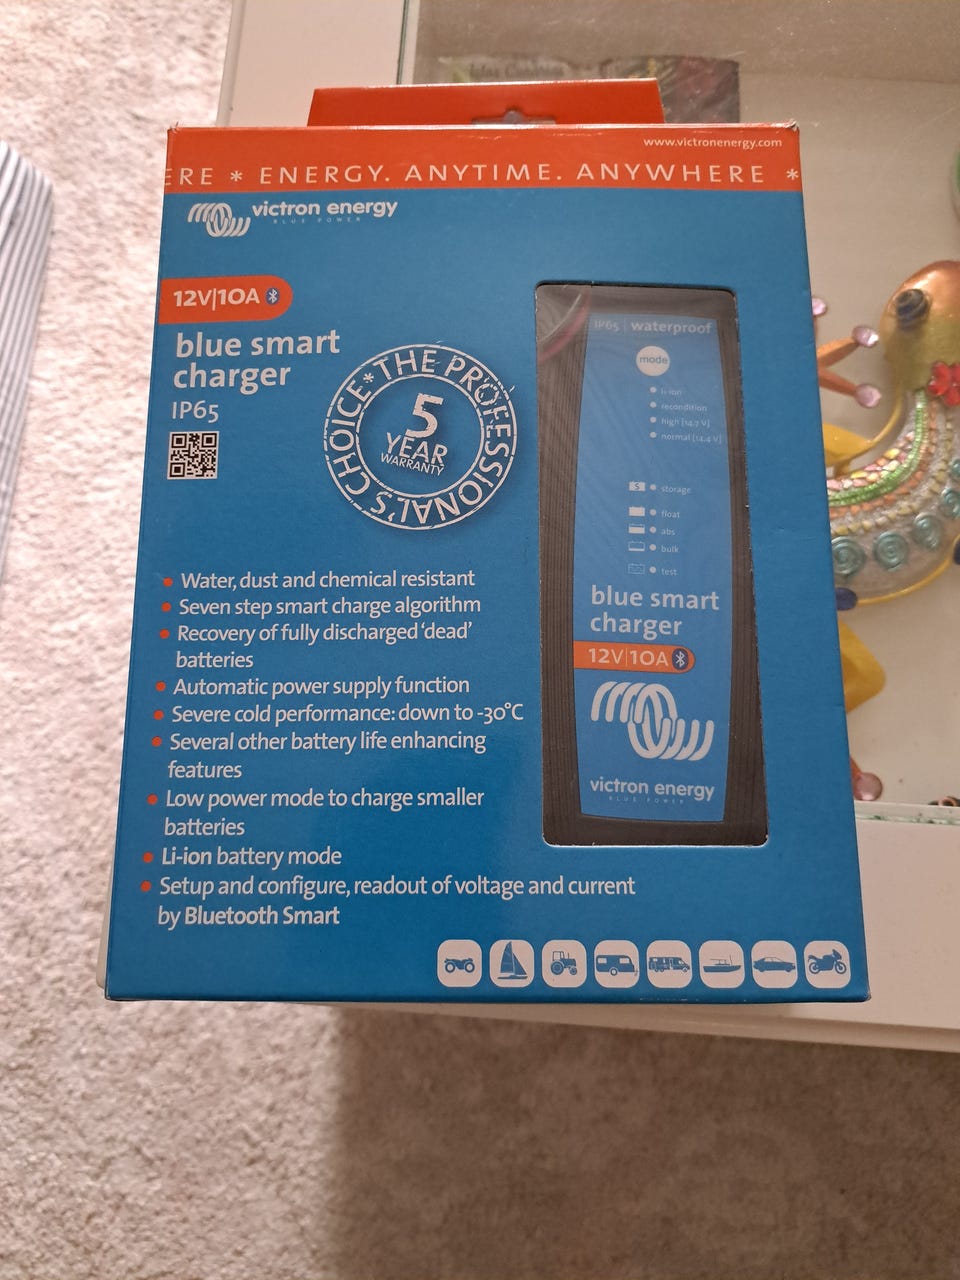 www.victronenergy.com
ERE * ENERGY. ANYTIME. ANYWHERE *
victron energy
BLUE POWER
12V|10A
blue smart
charger
IP65
THE PROFESSIONAL'S CHOICE *
5
YEAR
WARRANTY
Water, dust and chemical resistant
Seven step smart charge algorithm
Recovery of fully discharged ‘dead’
batteries
Automatic power supply function
Severe cold performance: down to -30°C
Several other battery life enhancing
features
Low power mode to charge smaller
batteries
Li-ion battery mode
Setup and configure, readout of voltage and current
by Bluetooth Smart
IP65 | waterproof
mode
li-ion
recondition
high [14.7 V]
normal [14.4 V]
S storage
float
abs
bulk
test
blue smart
charger
12V|10A
victron energy
BLUE POWER